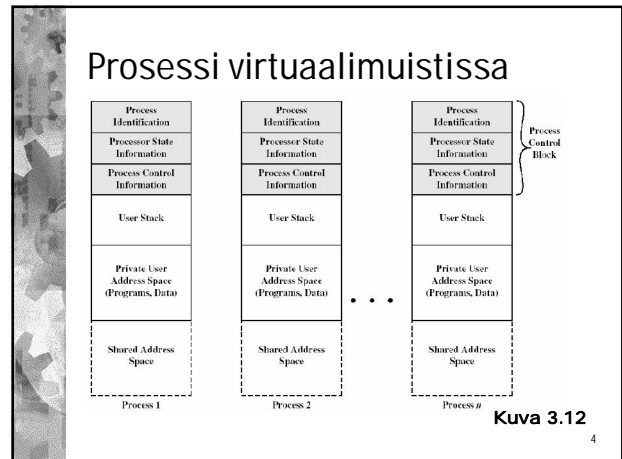 Prosessi virtuaalimuistissa
Process
Identification
Processor State
Information
Process Control
Information
User Stack
Private User
Address Space
(Programs, Data)
Shared Address
Space
Process 1
Process
Identification
Processor State
Information
Process Control
Information
User Stack
Private User
Address Space
(Programs, Data)
Shared Address
Space
Process 2
• • •
Process
Identification
Processor State
Information
Process Control
Information
User Stack
Private User
Address Space
(Programs, Data)
Shared Address
Space
Process n
Process
Control
Block
Kuva 3.12
4